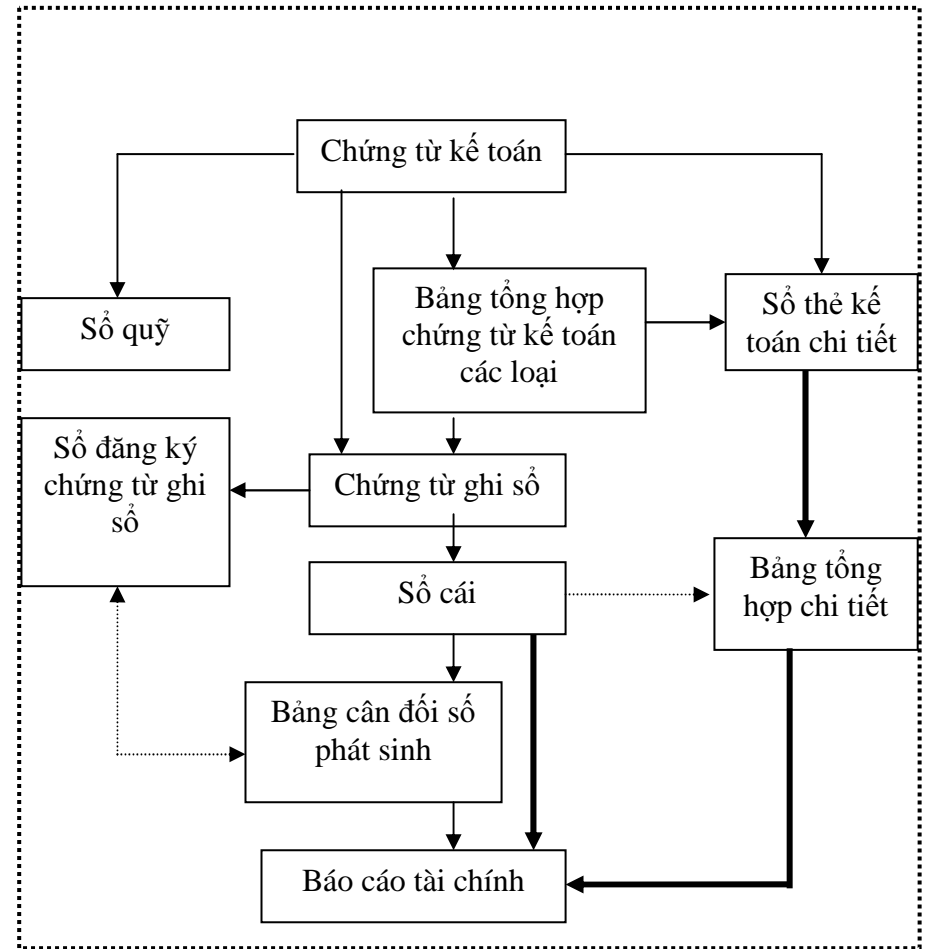 Chứng từ kế toán
Sổ quỹ
Bảng tổng hợp
chứng từ kế toán
các loại
Sổ thẻ kế
toán chi tiết
Sổ đăng ký
chứng từ ghi
sổ
Chứng từ ghi sổ
Sổ cái
Bảng tổng
hợp chi tiết
Bảng cân đối số
phát sinh
Báo cáo tài chính